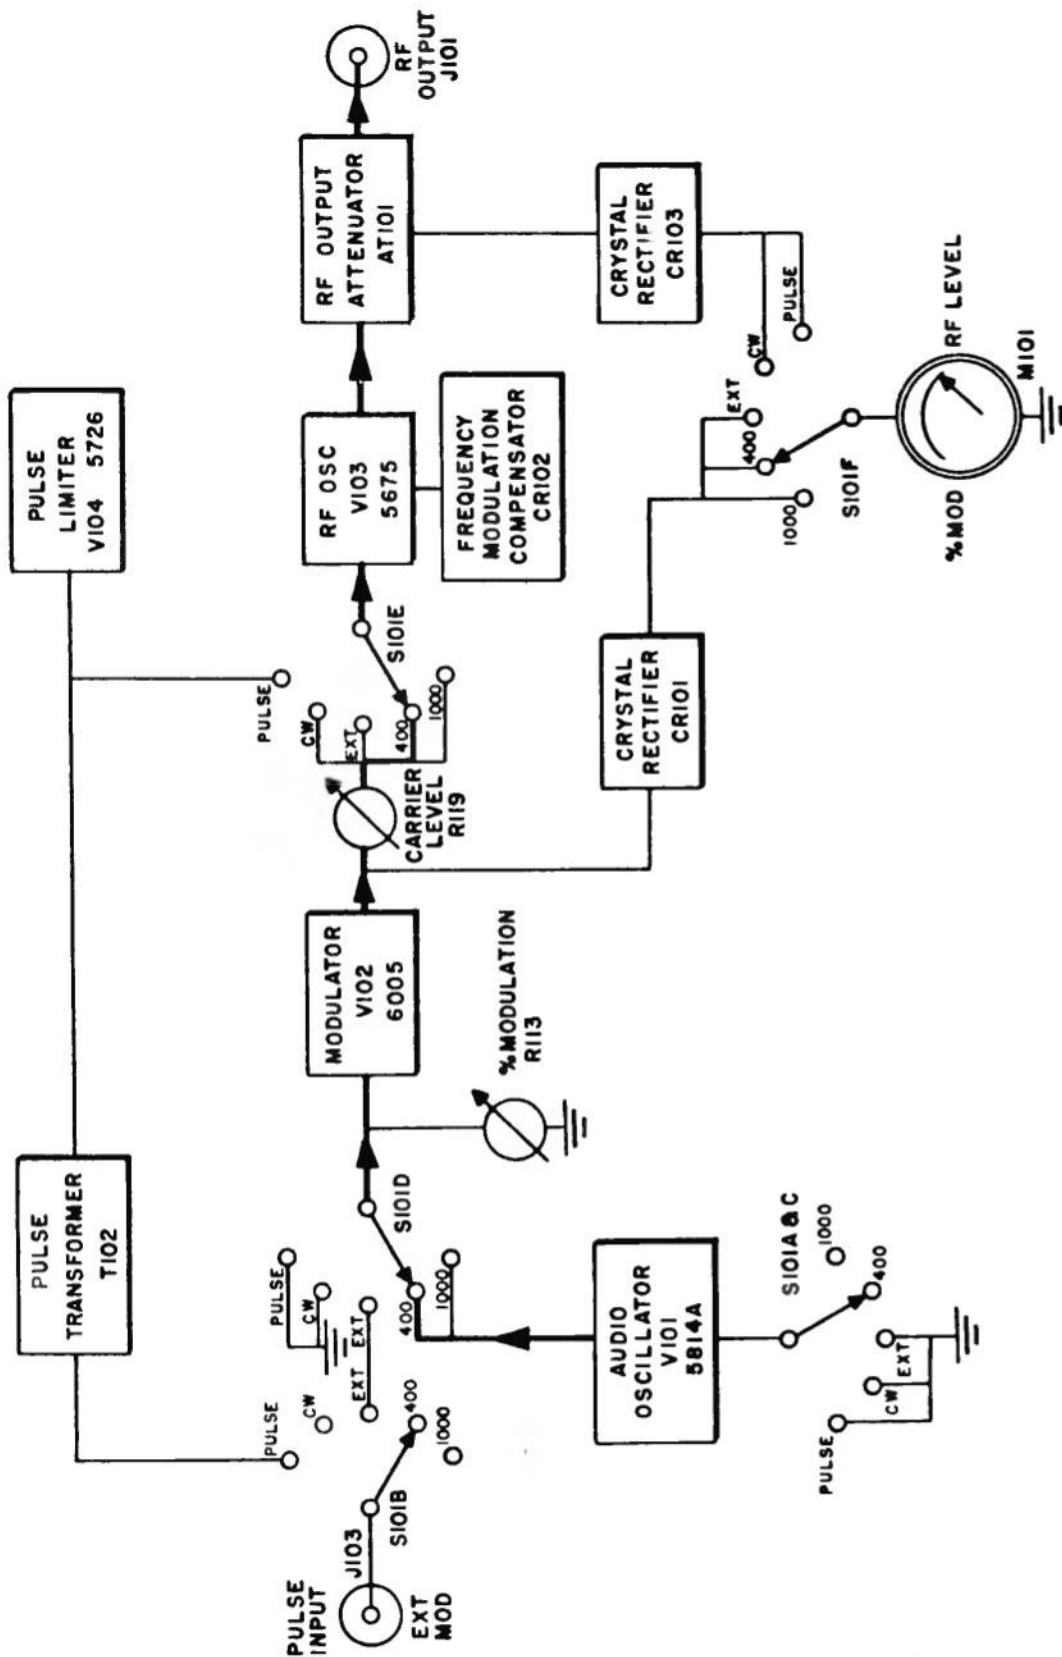 PULSE
INPUT
EXT
MOD
J103
S101B
PULSE
CW
EXT
400
1000
PULSE
TRANSFORMER
T102
PULSE
CW
EXT
400
1000
S101D
AUDIO
OSCILLATOR
V101
5814A
S101A&C
1000
400
EXT
CW
PULSE
%MODULATION
R113
MODULATOR
V102
6005
CARRIER
LEVEL
R119
PULSE
CW
EXT
400
1000
S101E
PULSE
LIMITER
V104 5726
RF OSC
V103
5675
FREQUENCY
MODULATION
COMPENSATOR
CR102
RF OUTPUT
ATTENUATOR
AT101
RF
OUTPUT
J101
CRYSTAL
RECTIFIER
CR103
CRYSTAL
RECTIFIER
CR101
1000
400
EXT
CW
PULSE
S101F
%MOD
RF LEVEL
M101